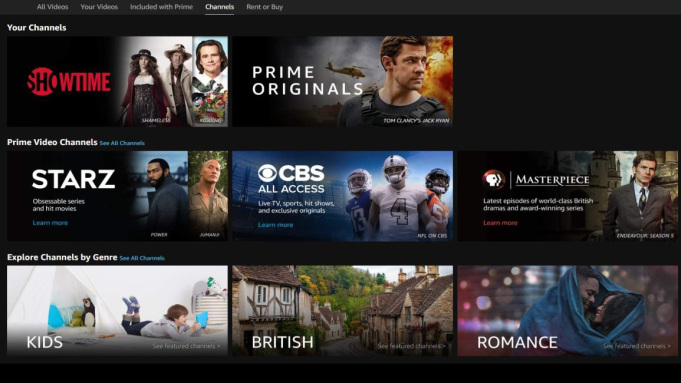 All Videos Your Videos Included with Prime Channels Rent or Buy
Your Channels
SHOWTIME
SHAMELESS
KIDDING
PRIME
ORIGINALS
TOM CLANCY'S JACK RYAN
Prime Video Channels See All Channels
STARZ
Obsessable series
and hit movies
Learn more
POWER
JUMANJI
CBS
ALL ACCESS
Live TV, sports, hit shows,
and exclusive originals
Learn more
NFL ON CBS
MASTERPIECE
Latest episodes of world-class British
dramas and award-winning series
Learn more
ENDEAVOUR: SEASON 5
Explore Channels by Genre See All Channels
KIDS
See featured channels >
BRITISH
See featured channels >
ROMANCE
See featured channels >